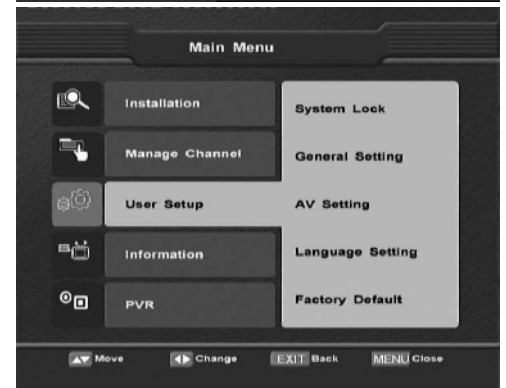 Main Menu
Installation
Manage Channel
User Setup
Information
PVR
System Lock
General Setting
AV Setting
Language Setting
Factory Default
Move Change EXIT Back MENU Close